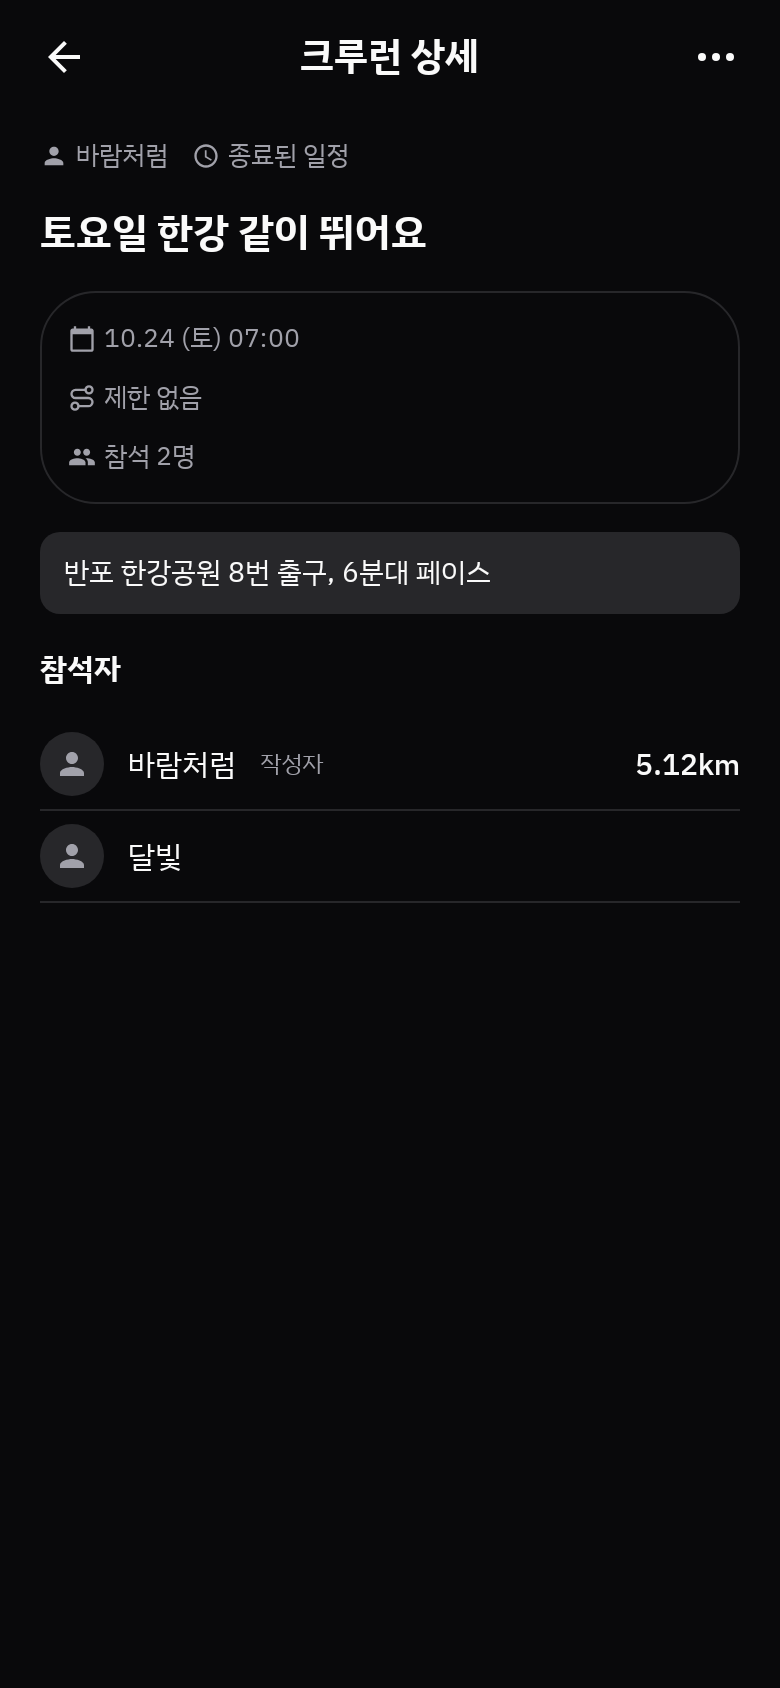 크루런 상세
바람처럼 종료된 일정
토요일 한강 같이 뛰어요
10.24 (토) 07:00
제한 없음
참석 2명
반포 한강공원 8번 출구, 6분대 페이스
참석자
바람처럼 작성자 5.12km
달빛